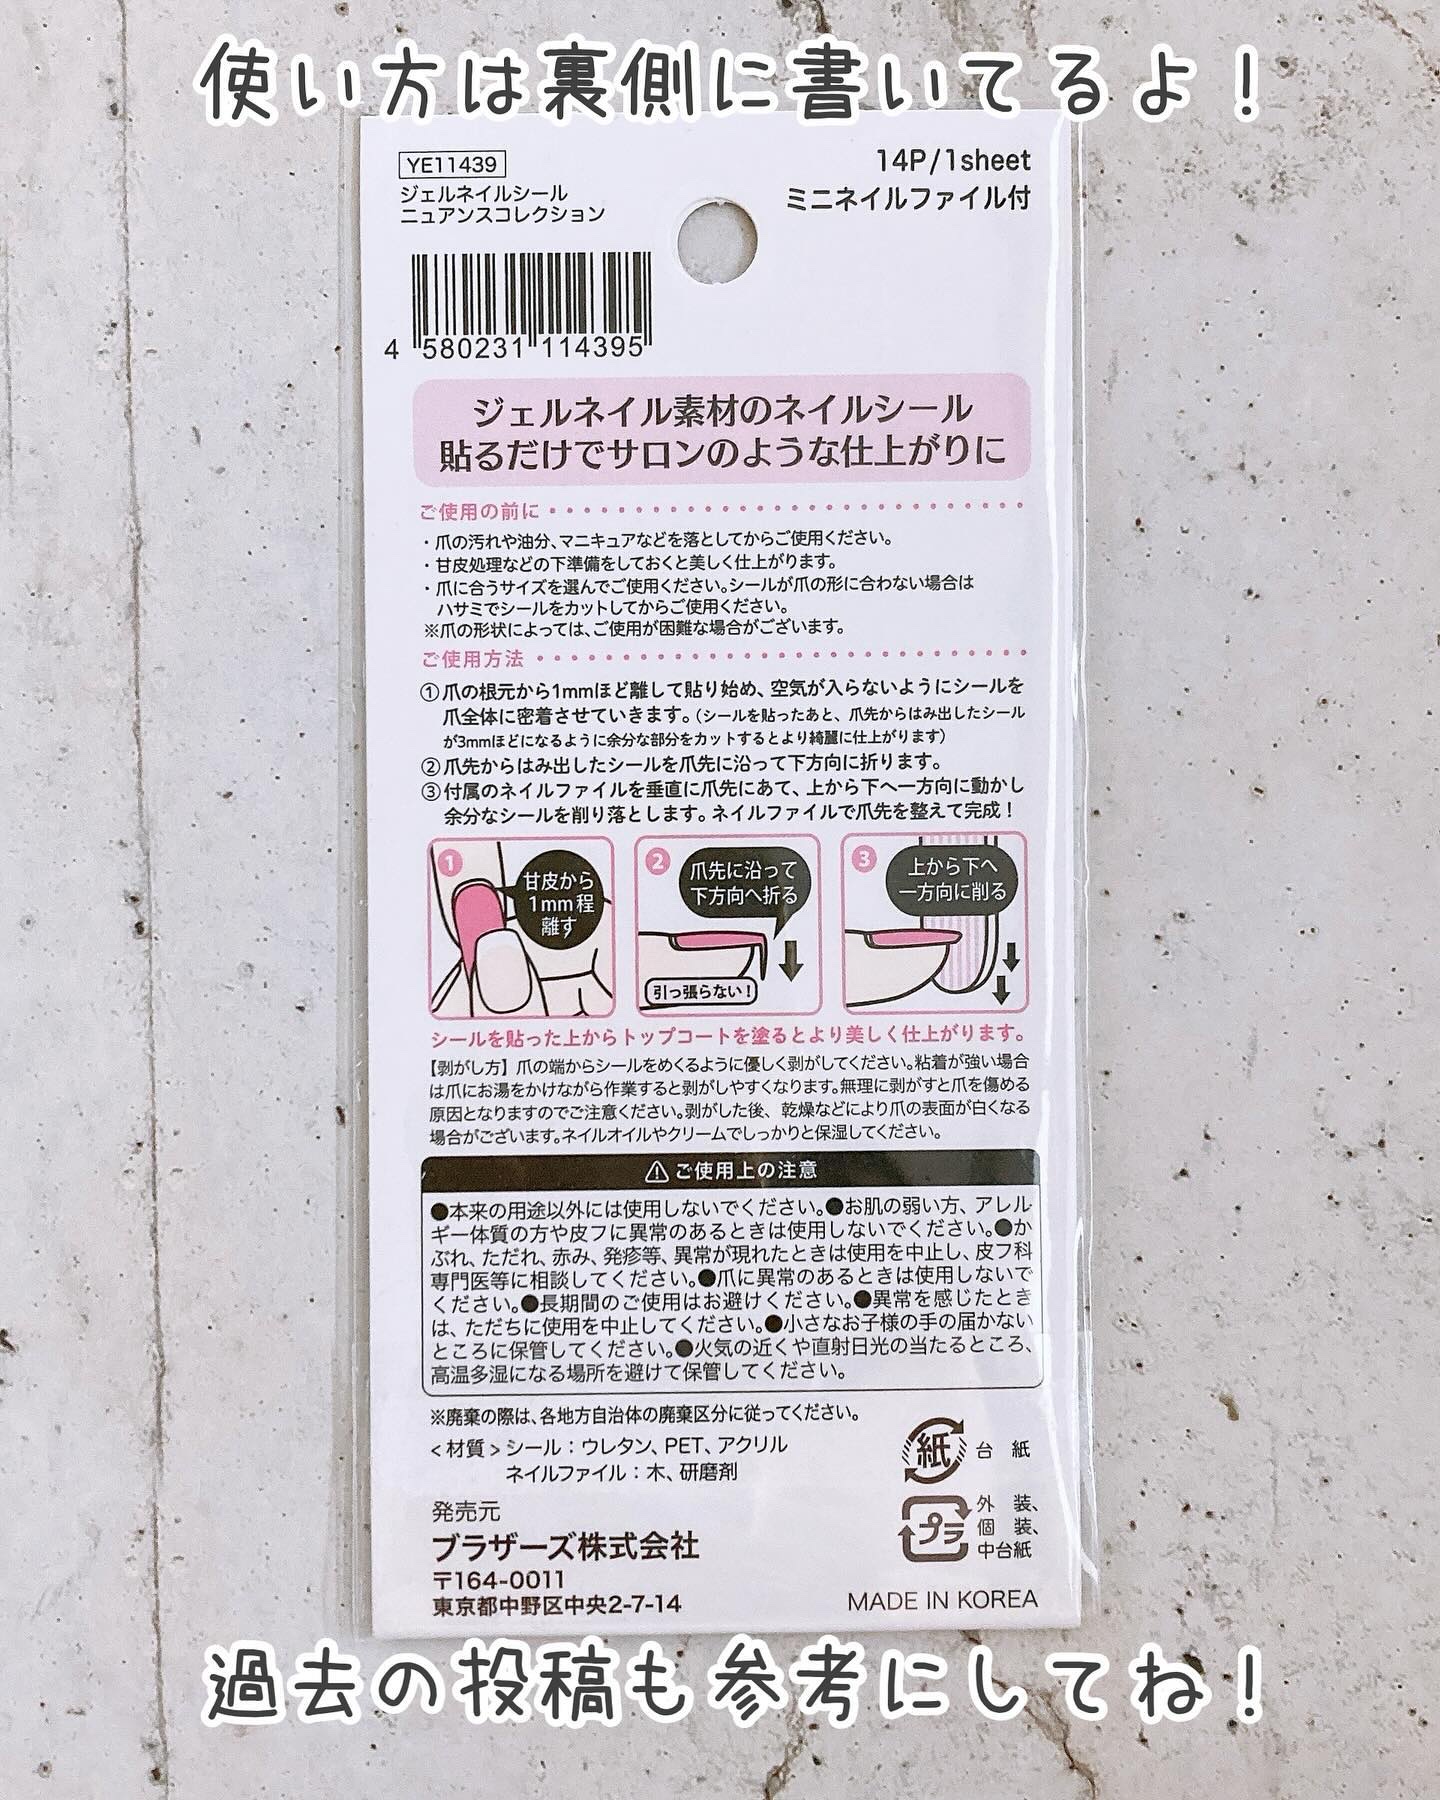 使い方は裏側に書いてるよ！
YE11439
ジェルネイルシール
ニュアンスコレクション
14P/1sheet
ミニネイルファイル付
4 580231 114395
ジェルネイル素材のネイルシール
貼るだけでサロンのような仕上がりに
ご使用の前に
・爪の汚れや油分、マニキュアなどを落としてからご使用ください。
・甘皮処理などの下準備をしておくと美しく仕上がります。
・爪に合うサイズを選んでご使用ください。シールが爪の形に合わない場合は
ハサミでシールをカットしてからご使用ください。
※爪の形状によっては、ご使用が困難な場合がございます。
ご使用方法
①爪の根元から1mmほど離して貼り始め、空気が入らないようにシールを
爪全体に密着させていきます。（シールを貼ったあと、爪先からはみ出したシール
が3mmほどになるように余分な部分をカットするとより綺麗に仕上がります）
②爪先からはみ出したシールを爪先に沿って下方向に折ります。
③付属のネイルファイルを垂直に爪先にあて、上から下へ一方向に動かし
余分なシールを削り落とします。ネイルファイルで爪先を整えて完成！
1
甘皮から
1mm程
離す
2
爪先に沿って
下方向へ折る
引っ張らない！
3
上から下へ
一方向に削る
シールを貼った上からトップコートを塗るとより美しく仕上がります。
【剥がし方】爪の端からシールをめくるように優しく剥がしてください。粘着が強い場合
は爪にお湯をかけながら作業すると剥がしやすくなります。無理に剥がすと爪を傷める
原因となりますのでご注意ください。剥がした後、乾燥などにより爪の表面が白くなる
場合がございます。ネイルオイルやクリームでしっかりと保湿してください。
⚠ご使用上の注意
●本来の用途以外には使用しないでください。●お肌の弱い方、アレル
ギー体質の方や皮フに異常のあるときは使用しないでください。●か
ぶれ、ただれ、赤み、発疹等、異常が現れたときは使用を中止し、皮フ科
専門医等に相談してください。●爪に異常のあるときは使用しないで
ください。●長期間のご使用はお避けください。●異常を感じたとき
は、ただちに使用を中止してください。●小さなお子様の手の届かない
ところに保管してください。●火気の近くや直射日光の当たるところ、
高温多湿になる場所を避けて保管してください。
※廃棄の際は、各地方自治体の廃棄区分に従ってください。
<材質>シール：ウレタン、PET、アクリル
ネイルファイル：木、研磨剤
紙
台紙
プラ
外装、
個装、
中台紙
発売元
ブラザーズ株式会社
〒164-0011
東京都中野区中央2-7-14
MADE IN KOREA
過去の投稿も参考にしてね！